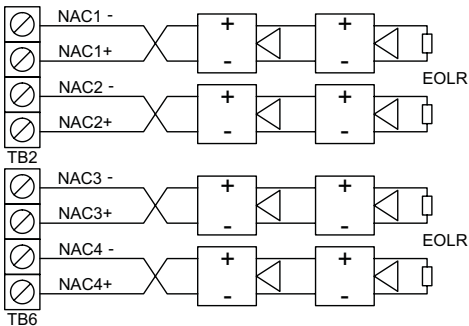 NAC1 -
+ +
NAC1+
- -
EOLR
NAC2 -
+ +
NAC2+
- -
TB2
NAC3 -
+ +
NAC3+
- -
EOLR
NAC4 -
+ +
NAC4+
- -
TB6